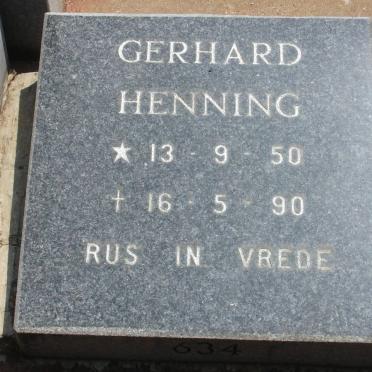 GERHARD
HENNING
★ 13 - 9 - 50
† 16 - 5 - 90
RUS IN VREDE
634